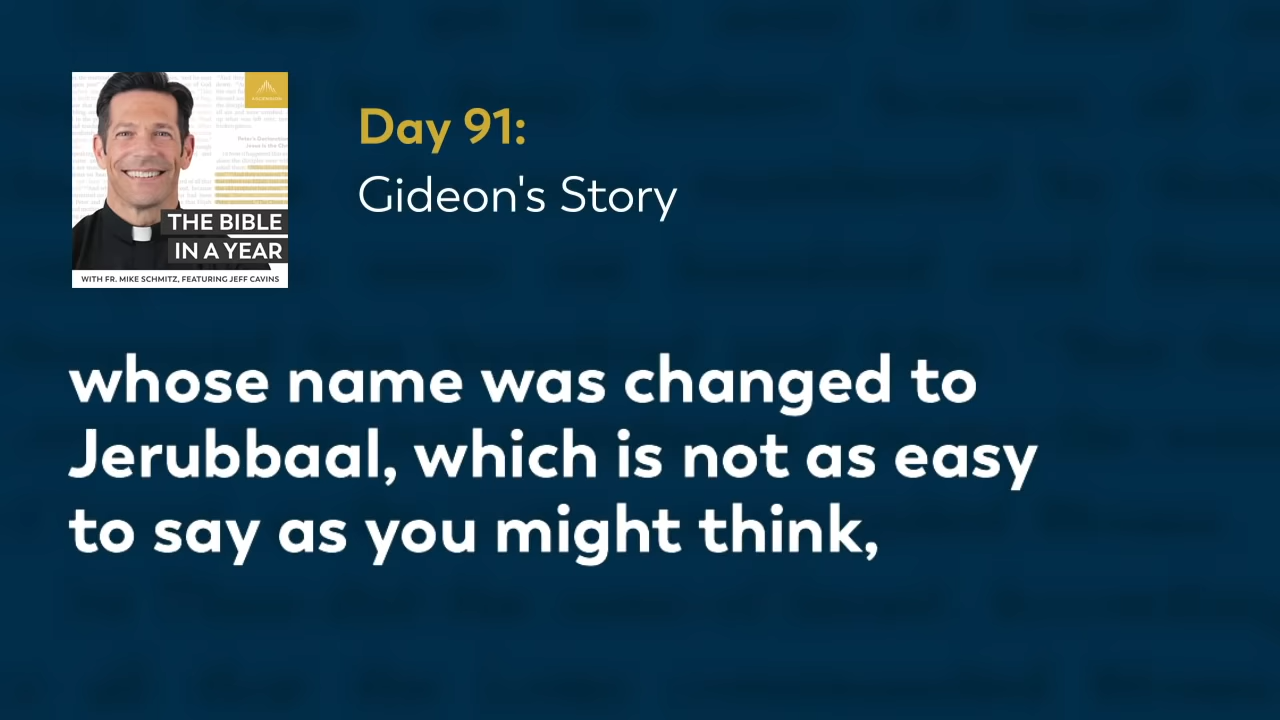 Day 91:
Gideon's Story
THE BIBLE
IN A YEAR
WITH FR. MIKE SCHMITZ, FEATURING JEFF CAVINS
whose name was changed to
Jerubbaal, which is not as easy
to say as you might think,